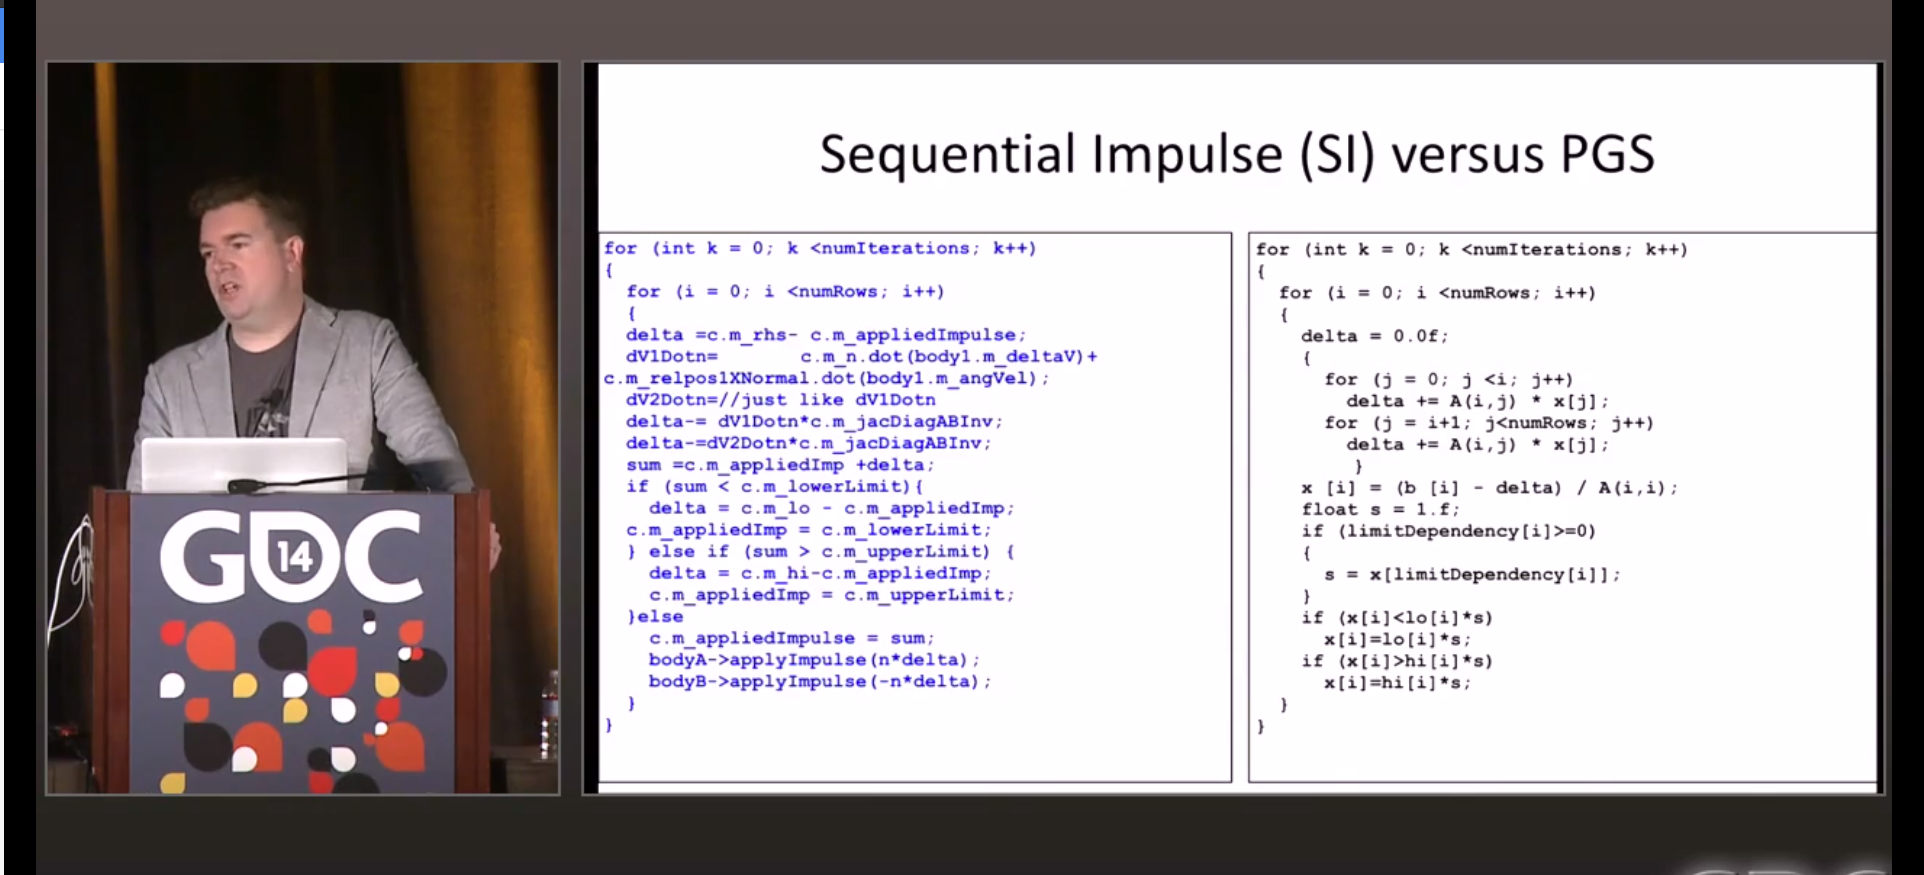 Sequential Impulse (SI) versus PGS
for (int k = 0; k <numIterations; k++)
{
for (i = 0; i <numRows; i++)
{
delta =c.m_rhs- c.m_appliedImpulse;
dV1Dotn= c.m_n.dot(body1.m_deltaV)+
c.m_relpos1XNormal.dot(body1.m_angVel);
dV2Dotn=//just like dV1Dotn
delta-= dV1Dotn*c.m_jacDiagABInv;
delta-=dV2Dotn*c.m_jacDiagABInv;
sum =c.m_appliedImp +delta;
if (sum < c.m_lowerLimit){
delta = c.m_lo - c.m_appliedImp;
c.m_appliedImp = c.m_lowerLimit;
} else if (sum > c.m_upperLimit) {
delta = c.m_hi-c.m_appliedImp;
c.m_appliedImp = c.m_upperLimit;
}else
c.m_appliedImpulse = sum;
bodyA->applyImpulse(n*delta);
bodyB->applyImpulse(-n*delta);
}
}
for (int k = 0; k <numIterations; k++)
{
for (i = 0; i <numRows; i++)
{
delta = 0.0f;
{
for (j = 0; j <i; j++)
delta += A(i,j) * x[j];
for (j = i+1; j<numRows; j++)
delta += A(i,j) * x[j];
}
x [i] = (b [i] - delta) / A(i,i);
float s = 1.f;
if (limitDependency[i]>=0)
{
s = x[limitDependency[i]];
}
if (x[i]<lo[i]*s)
x[i]=lo[i]*s;
if (x[i]>hi[i]*s)
x[i]=hi[i]*s;
}
}
GDC
14